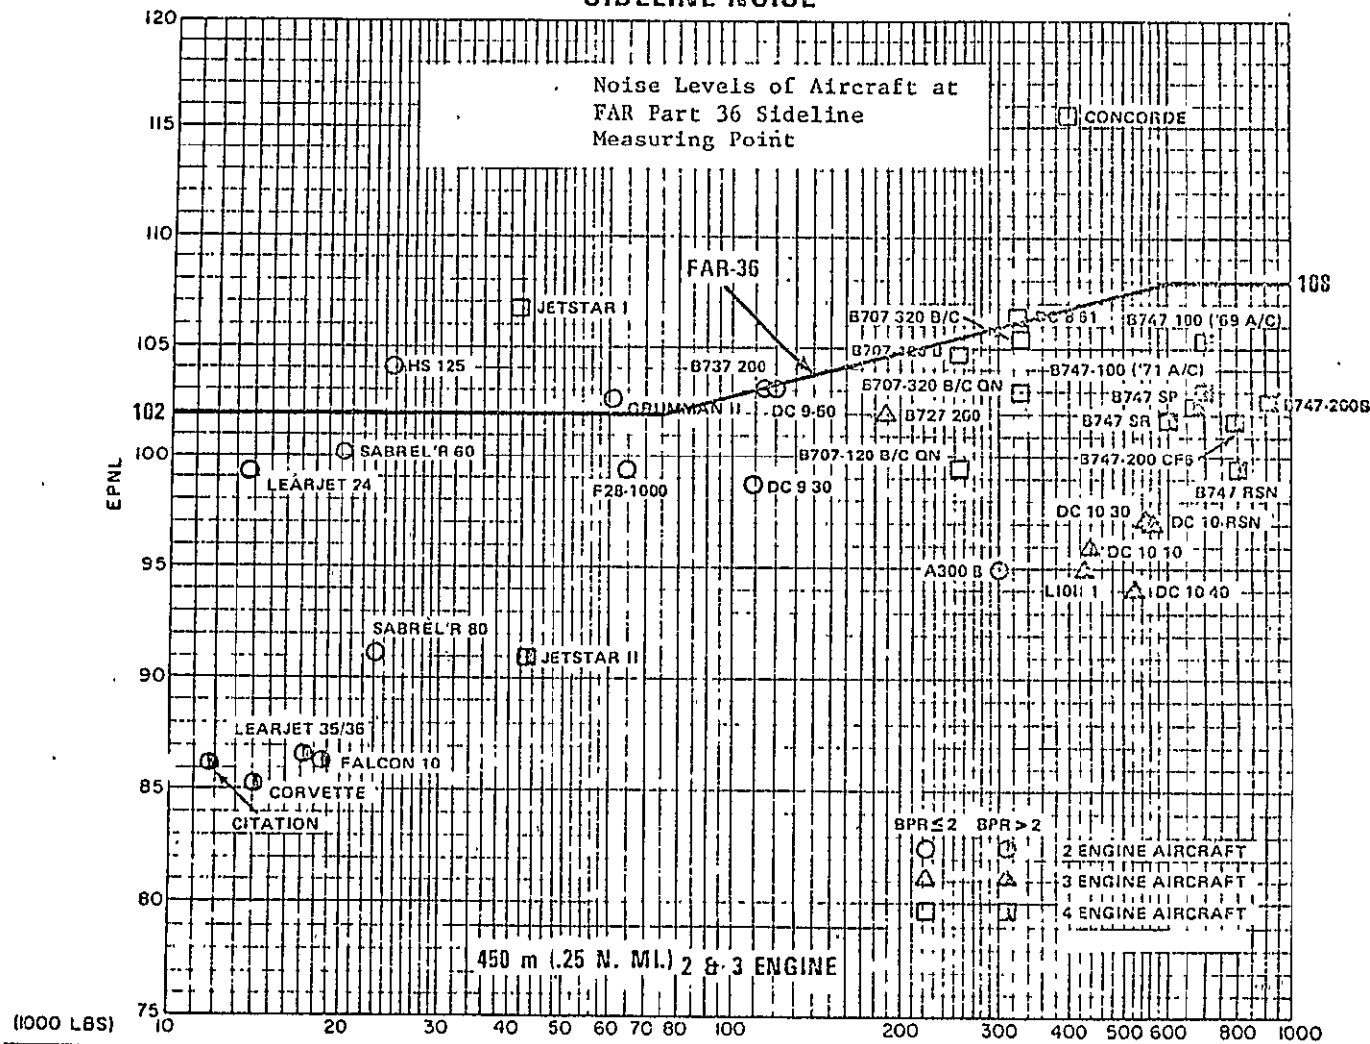 SIDELINE NOISE
120
Noise Levels of Aircraft at
FAR Part 36 Sideline
Measuring Point
115
CONCORDE
110
FAR-36
108
JETSTAR I
B707 320 B/C
DC 8 61
B747 100 ('69 A/C)
105
HS 125
B737 200
B747-100 ('71 A/C)
B707-320 B/C QN
B747 SP
B747-200B
102
GRUMMAN II
DC 9-50
B727 200
B747 SR
100
SABREL'R 60
B707-120 B/C QN
B747-200 CF6
EPNL
LEARJET 24
F28-1000
DC 9 30
B747 RSN
DC 10 30
DC 10 RSN
DC 10 10
95
A300 B
L1011 1
DC 10 40
SABREL'R 80
JETSTAR II
90
LEARJET 35/36
FALCON 10
85
CORVETTE
CITATION
BPR ≤ 2 BPR > 2
2 ENGINE AIRCRAFT
3 ENGINE AIRCRAFT
80
4 ENGINE AIRCRAFT
450 m (.25 N. MI.) 2 & 3 ENGINE
75
(1000 LBS)
10 20 30 40 50 60 70 80 100 200 300 400 500 600 800 1000